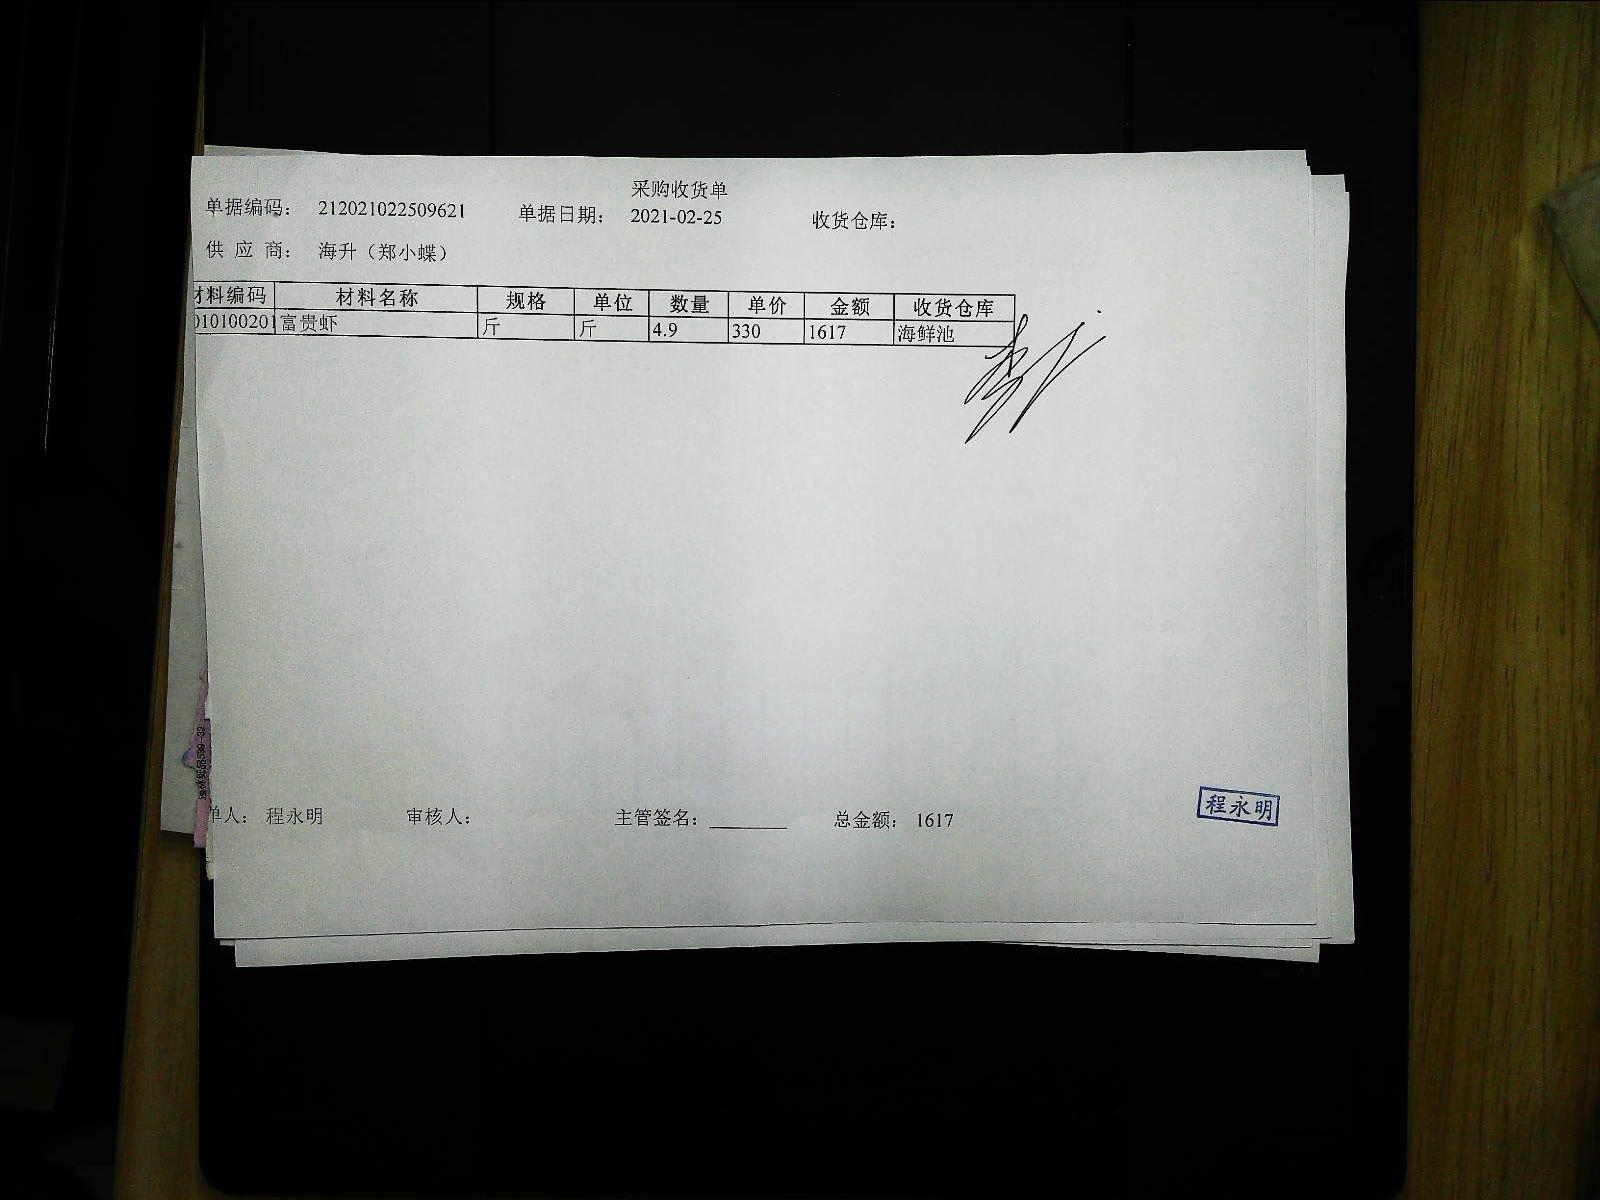 采购收货单
单据编码： 212021022509621 单据日期： 2021-02-25 收货仓库：
供 应 商： 海升（郑小蝶）
材料编码 材料名称 规格 单位 数量 单价 金额 收货仓库
010100201 富贵虾 斤 斤 4.9 330 1617 海鲜池
单人： 程永明 审核人： 主管签名： 总金额： 1617
程永明